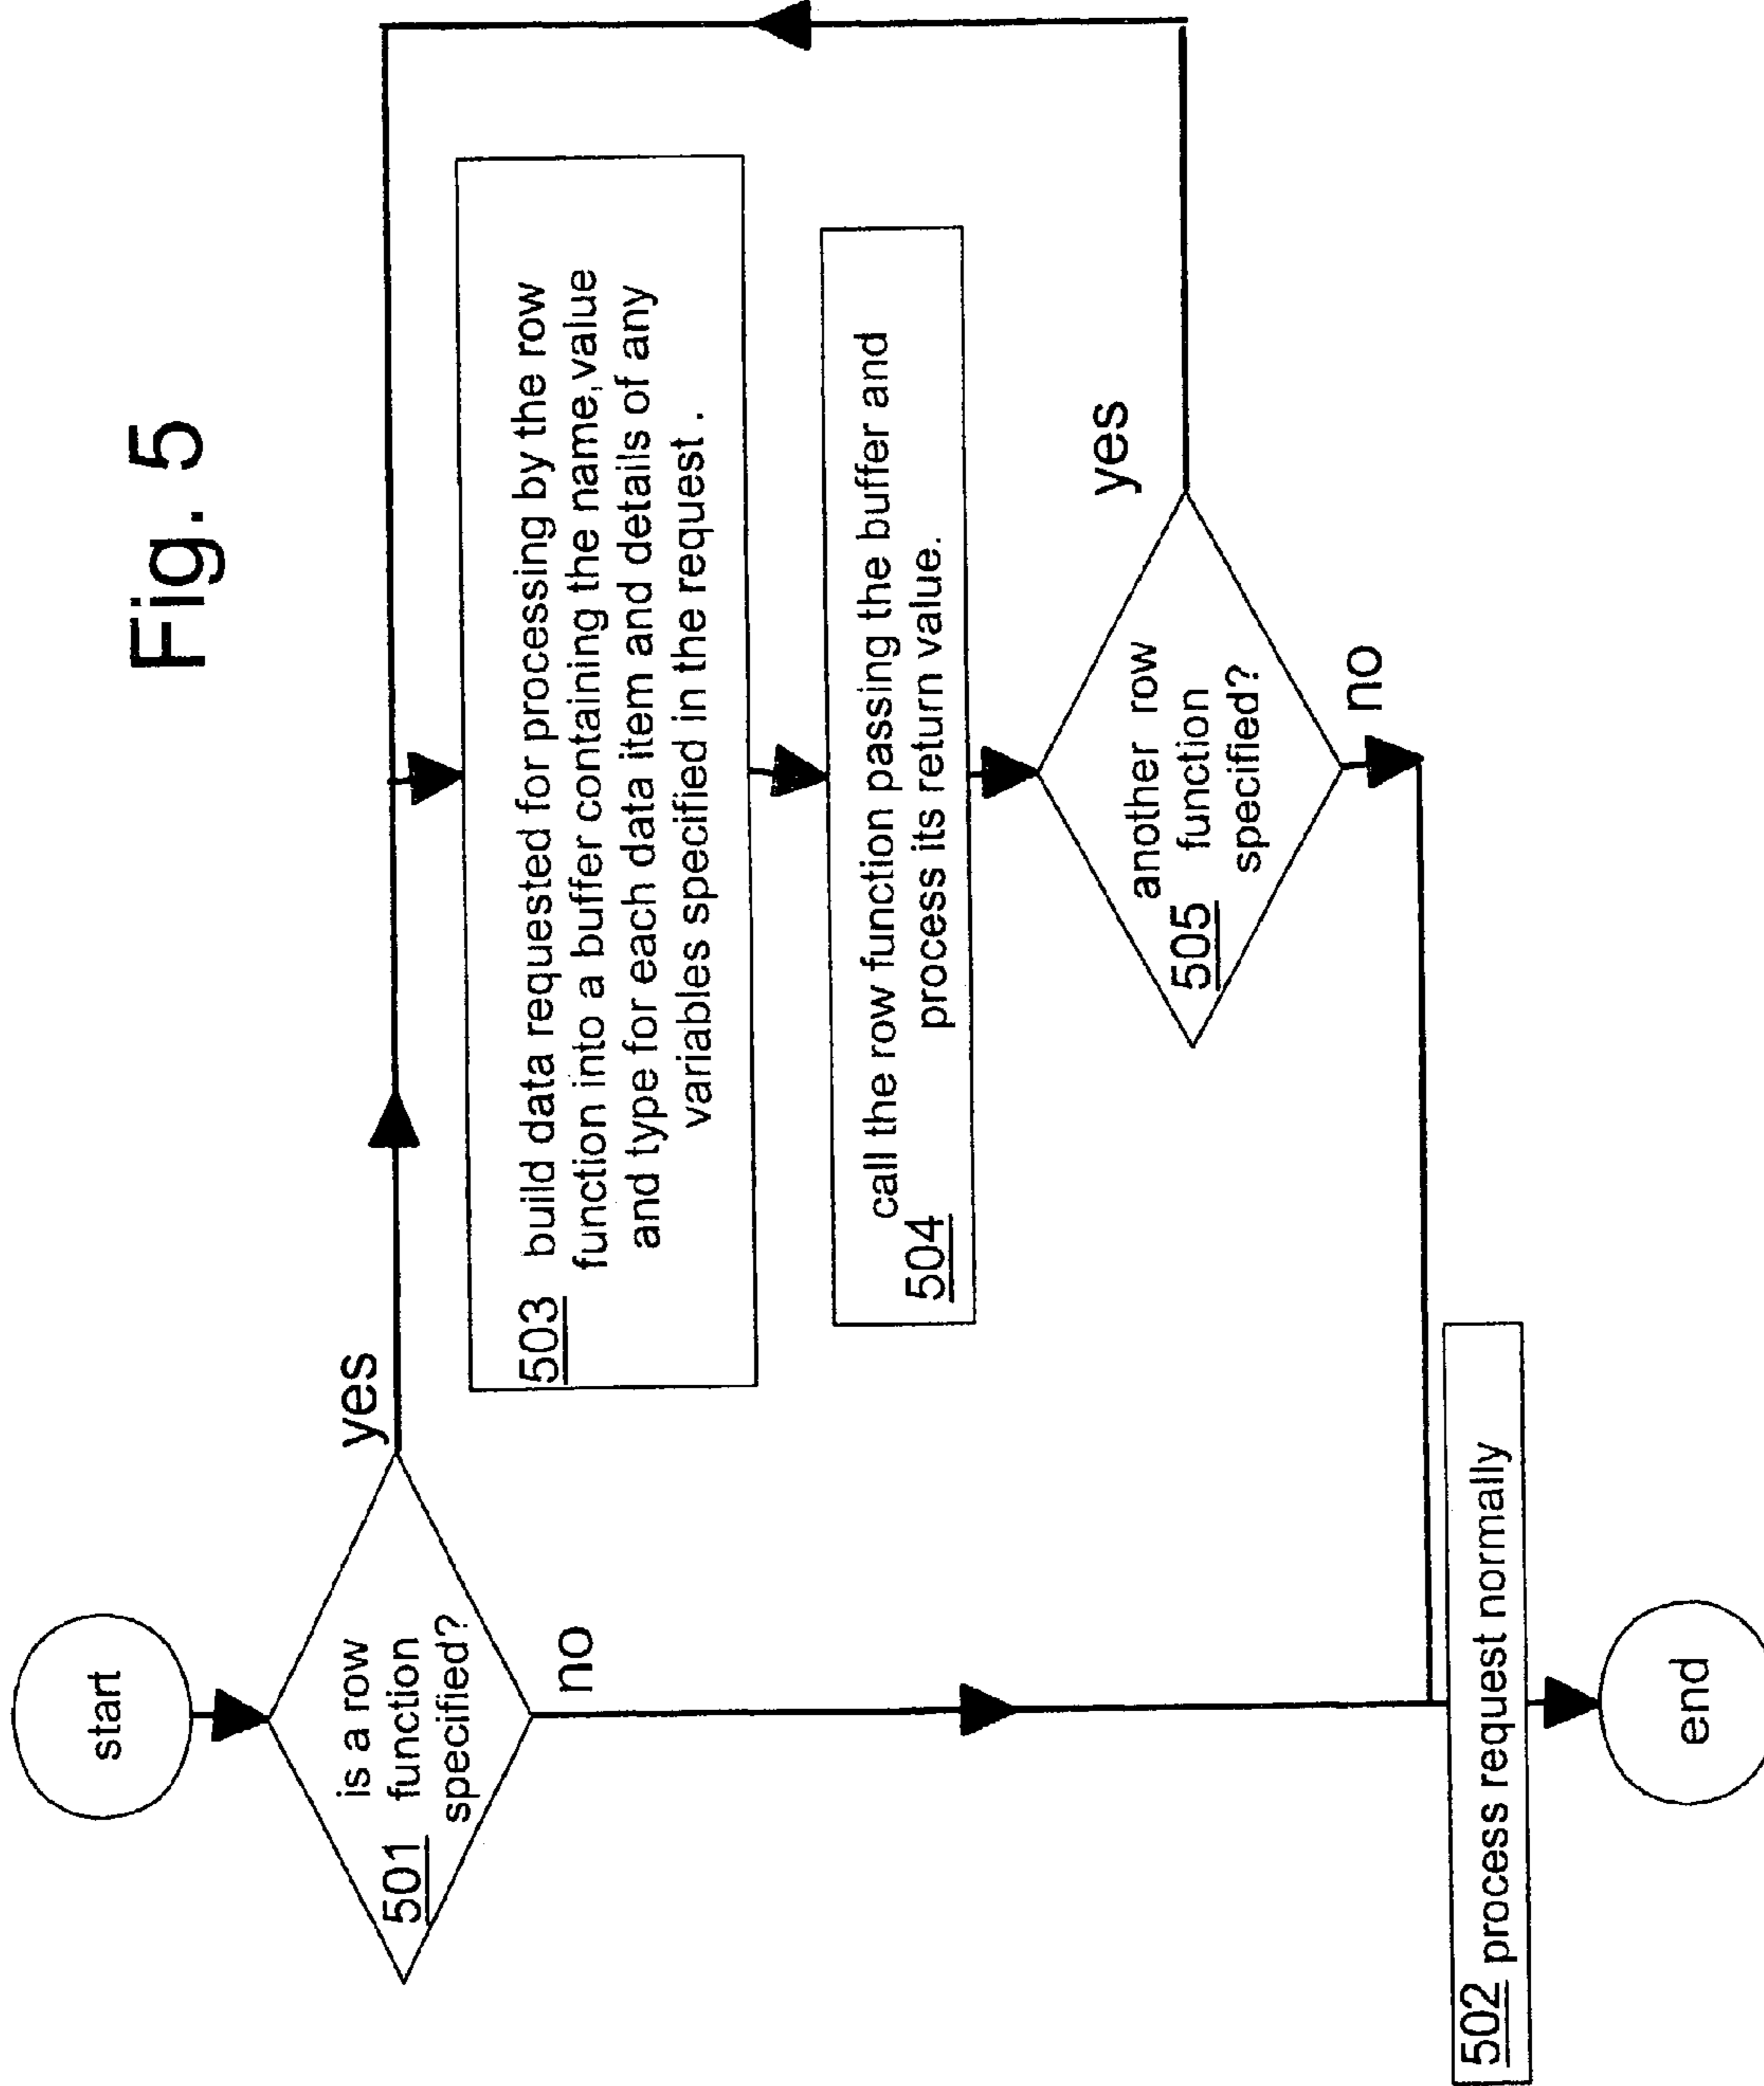 Fig. 5
start
is a row
501 function
specified?
yes
no
503 build data requested for processing by the row
function into a buffer containing the name, value
and type for each data item and details of any
variables specified in the request .
call the row function passing the buffer and
504 process its return value.
another row
505 function
specified?
yes
no
502 process request normally
end